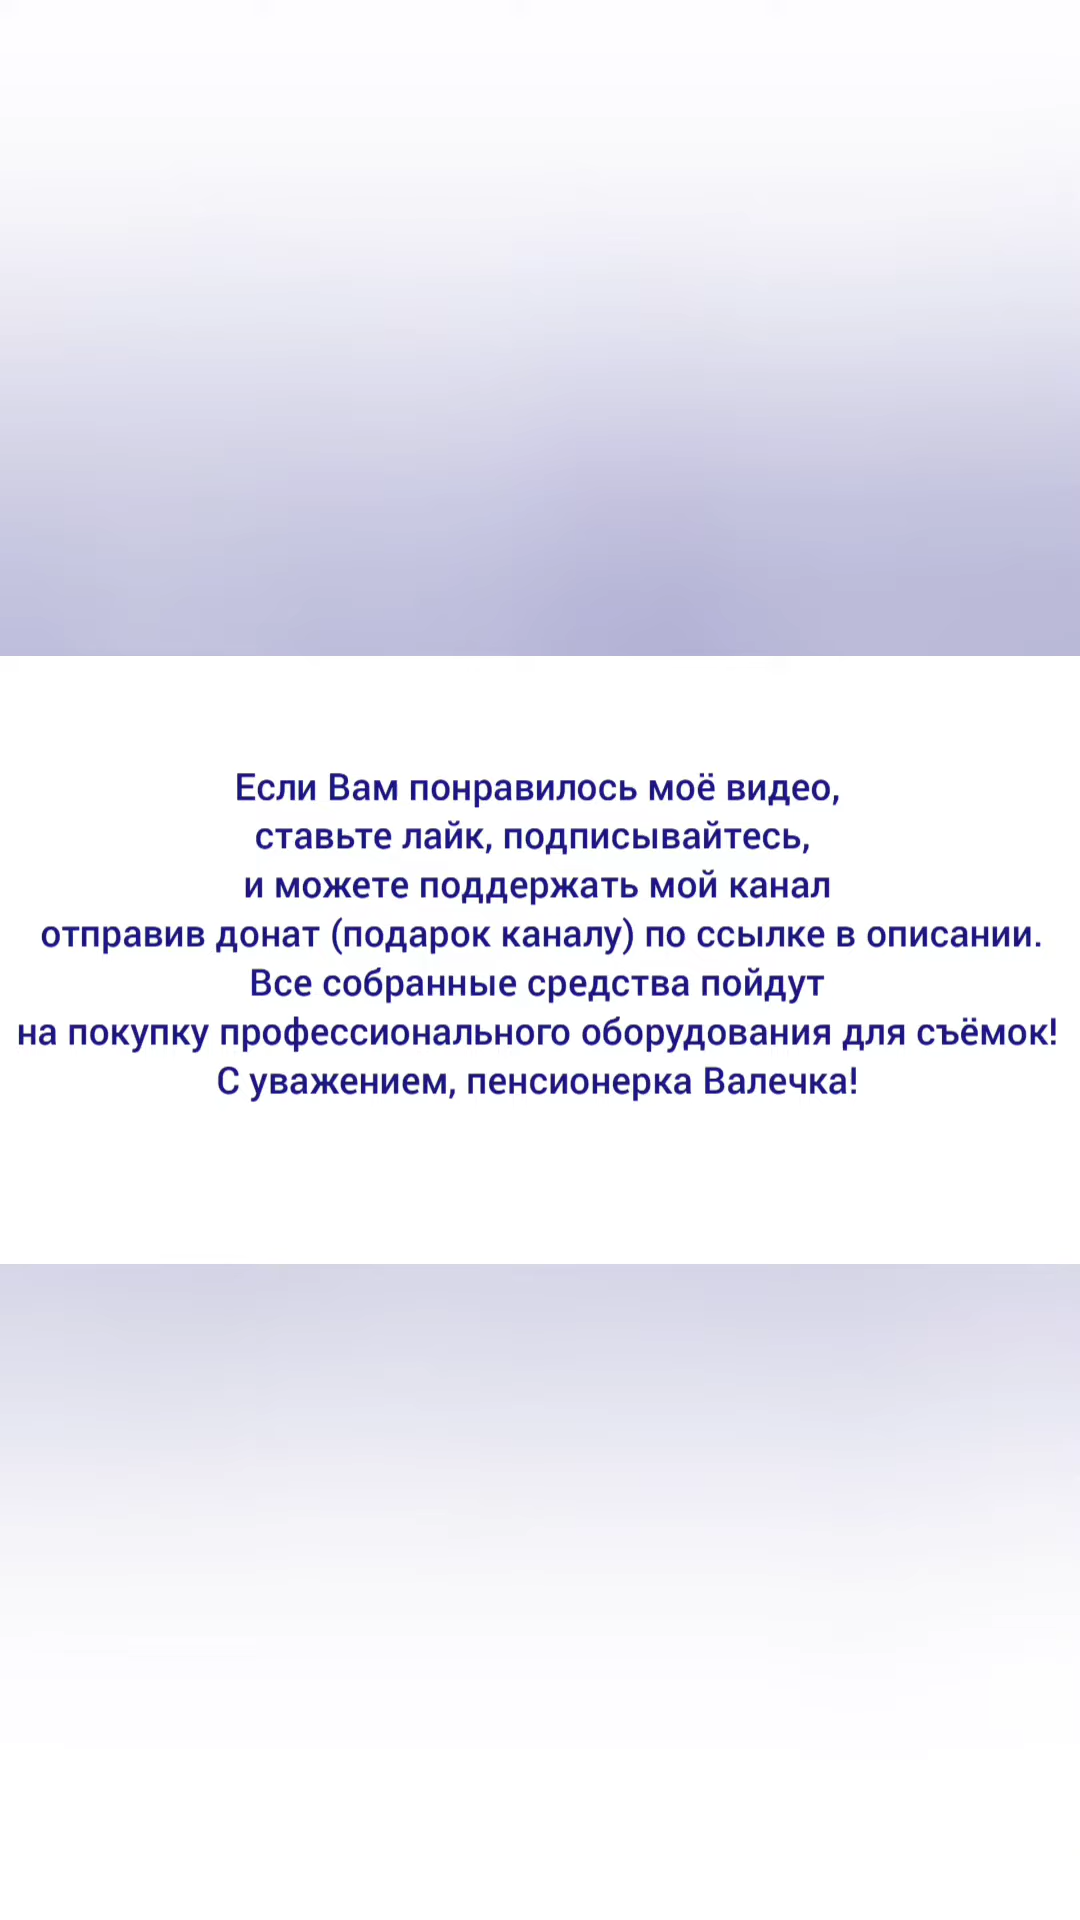 Если Вам понравилось моё видео,
ставьте лайк, подписывайтесь,
и можете поддержать мой канал
отправив донат (подарок каналу) по ссылке в описании.
Все собранные средства пойдут
на покупку профессионального оборудования для съёмок!
С уважением, пенсионерка Валечка!